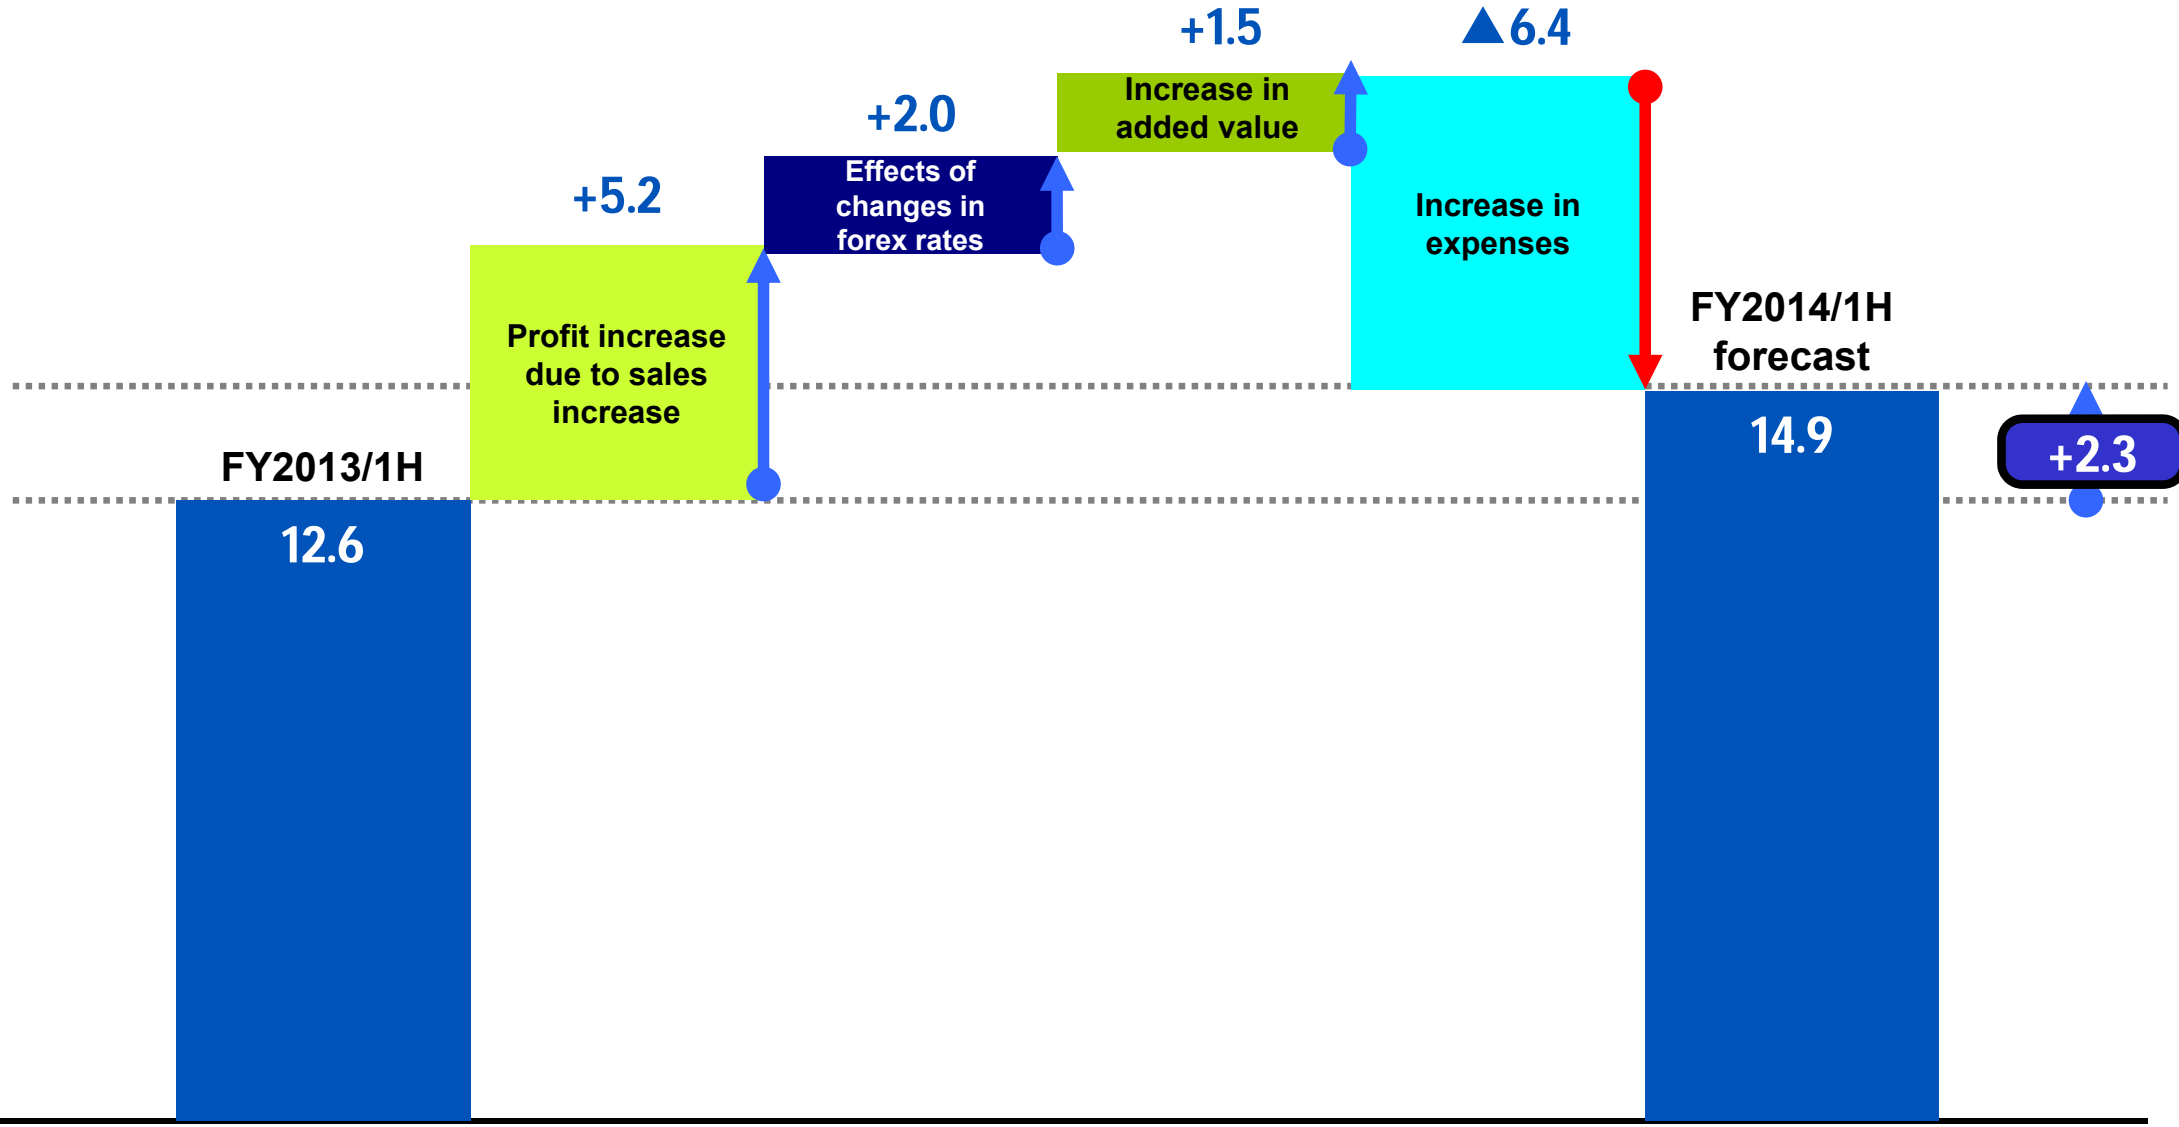 +1.5
▲6.4
+2.0
+5.2
Increase in
added value
Effects of
changes in
forex rates
Increase in
expenses
Profit increase
due to sales
increase
FY2014/1H
forecast
14.9
+2.3
FY2013/1H
12.6